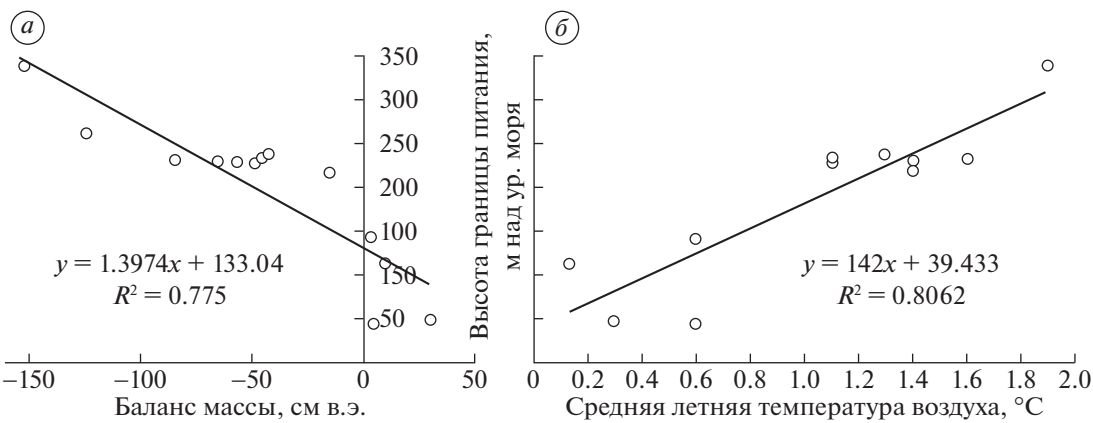 а
350
300
250
200
100
150
50
y = 1.3974x + 133.04
R² = 0.775
−150 −100 −50 0 50
Баланс массы, см в.э.
Высота границы питания,
м над ур. моря
б
y = 142x + 39.433
R² = 0.8062
0 0.2 0.4 0.6 0.8 1.0 1.2 1.4 1.6 1.8 2.0
Средняя летняя температура воздуха, °C